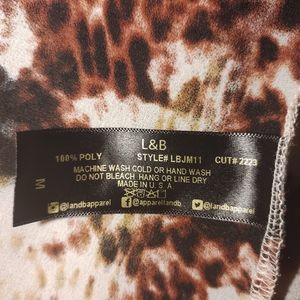 L&B
100% POLY STYLE# LBJM11 CUT# 2223
MACHINE WASH COLD OR HAND WASH
DO NOT BLEACH HANG OR LINE DRY
MADE IN U.S.A
M
@landbapparel @apparellandb @landbapparel